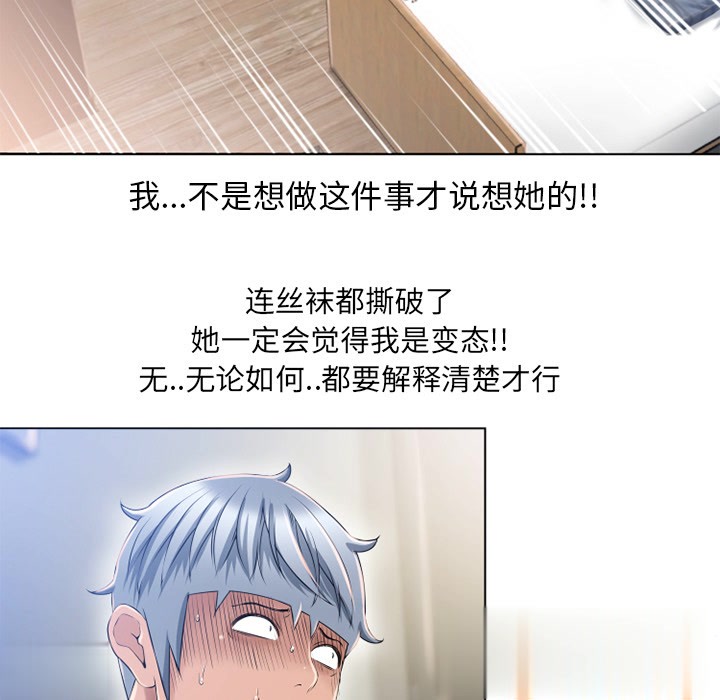 我...不是想做这件事才说想她的!!
连丝袜都撕破了
她一定会觉得我是变态!!
无..无论如何..都要解释清楚才行